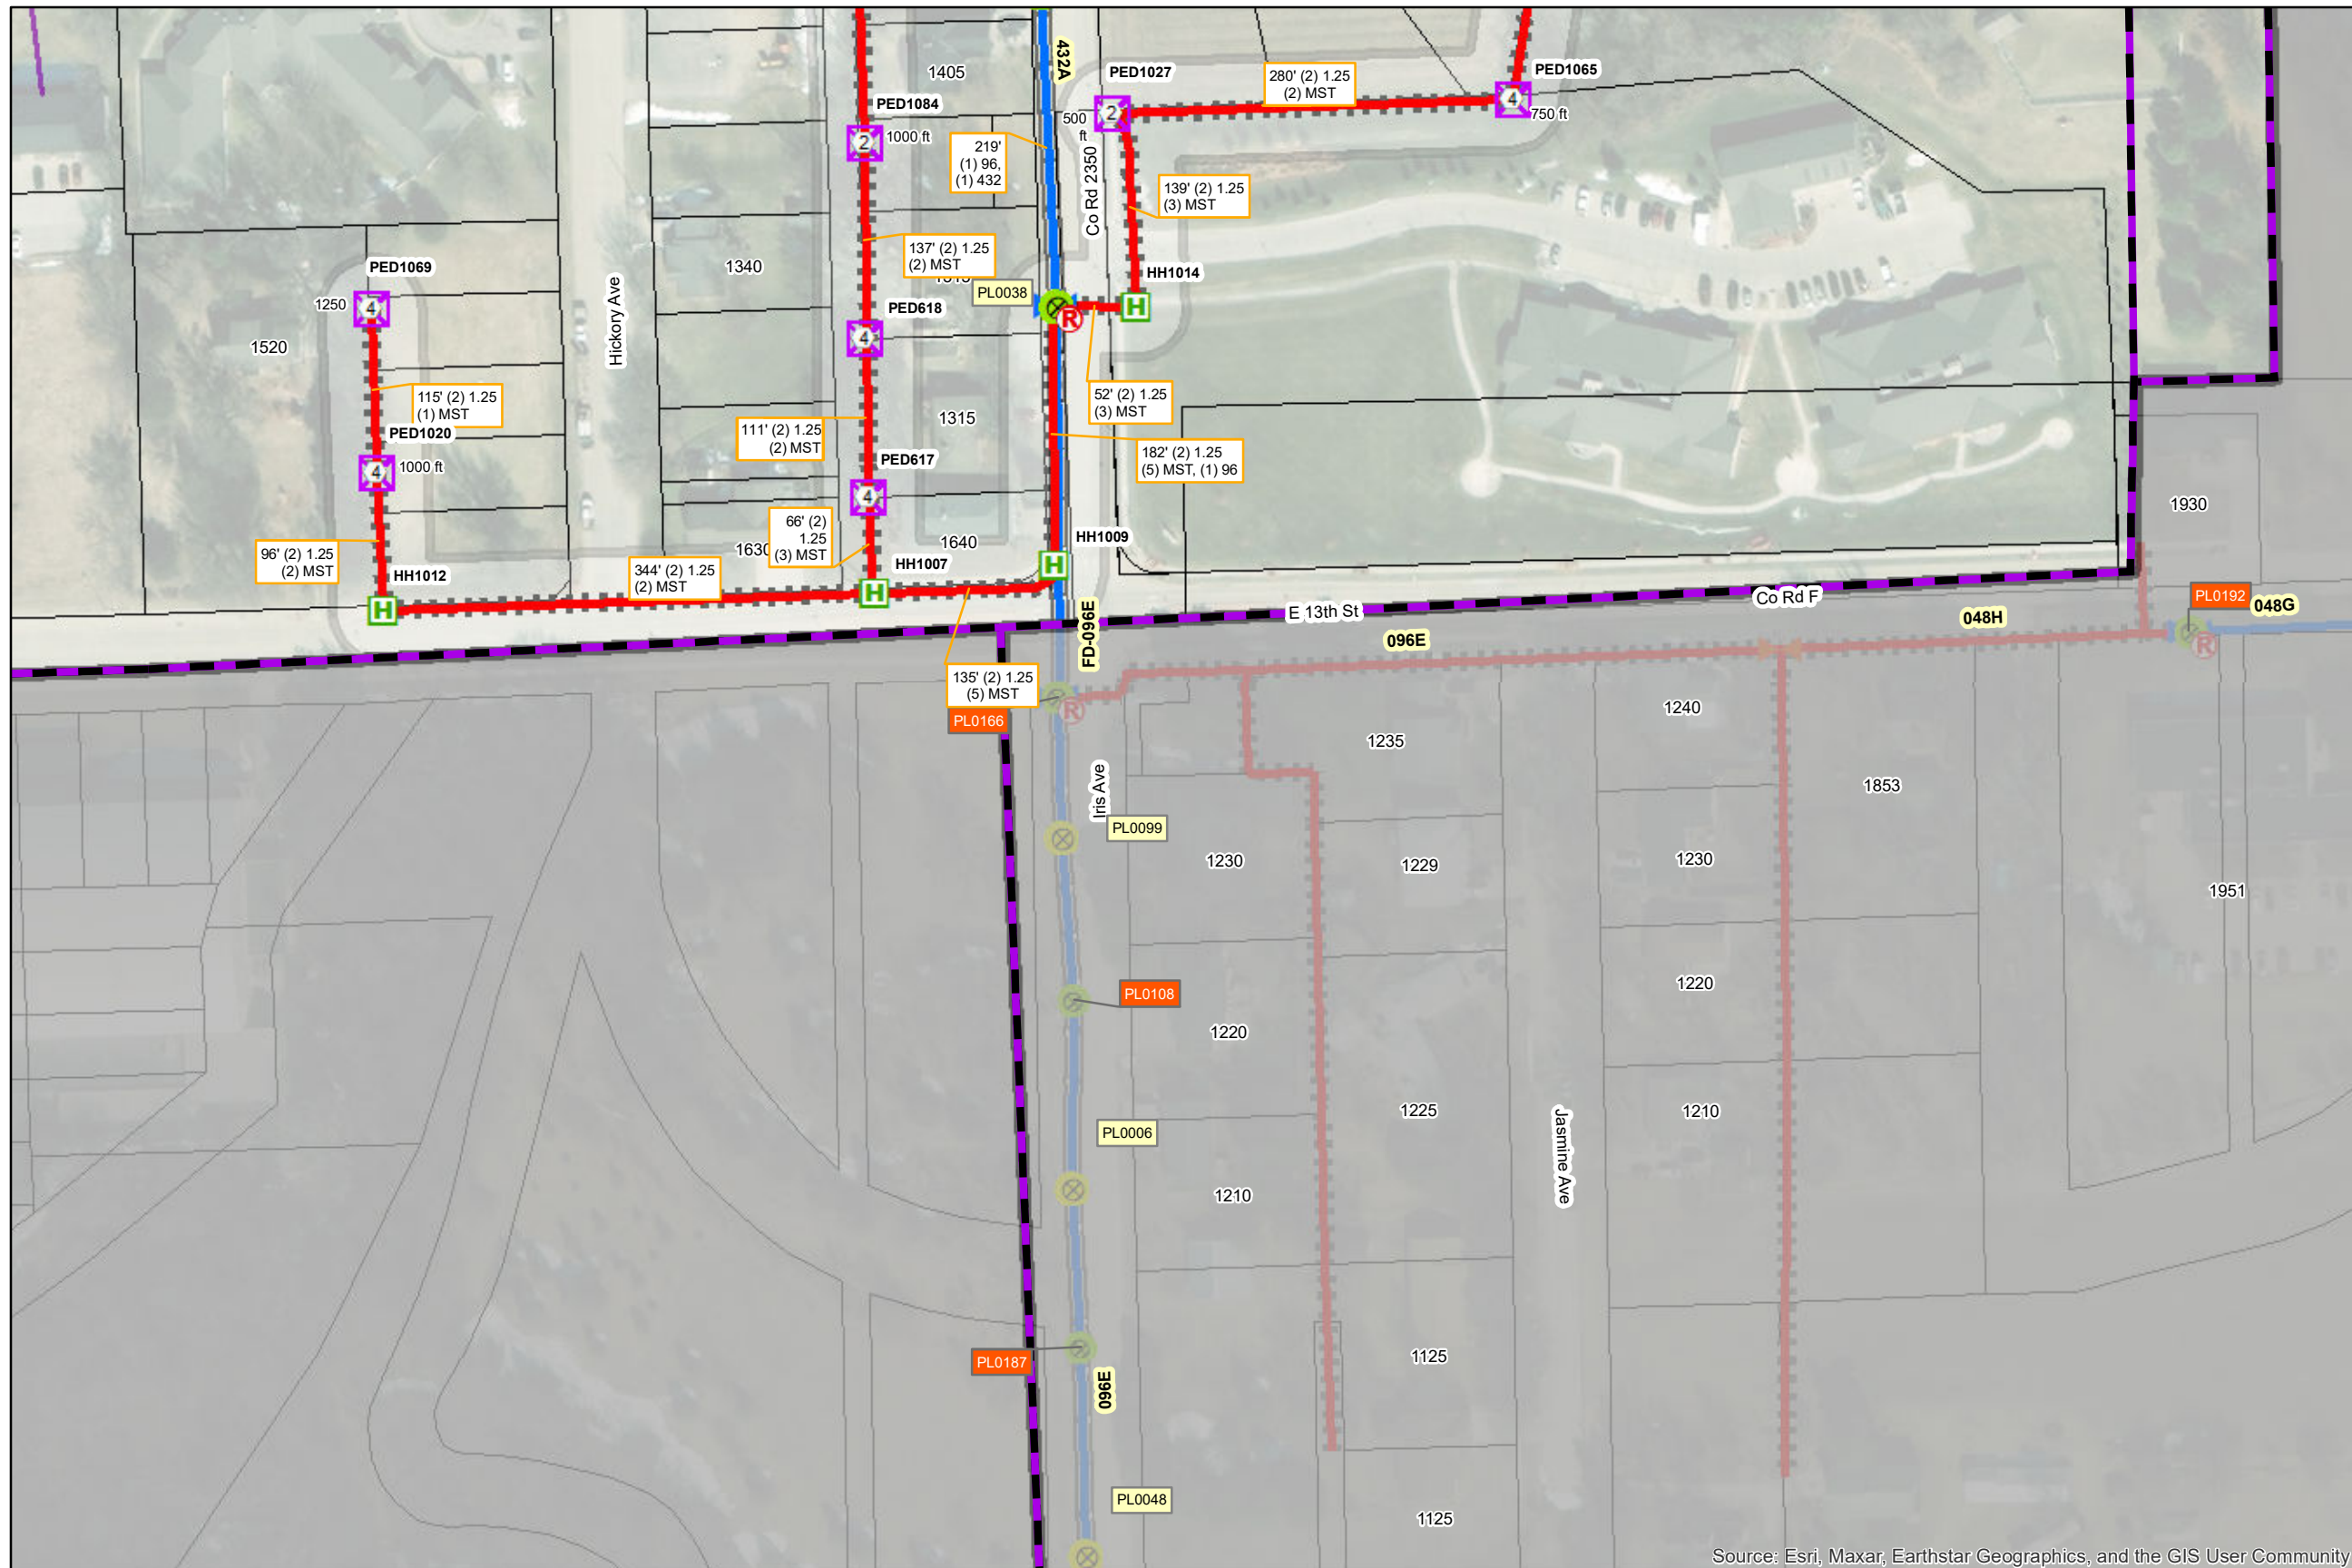 432A
PED1027
280' (2) 1.25
(2) MST
PED1065
750 ft
1405
PED1084
1000 ft
500
ft
219'
(1) 96,
(1) 432
Co Rd 2350
139' (2) 1.25
(3) MST
137' (2) 1.25
(2) MST
PED1069
1250
1520
Hickory Ave
1340
PL0038
HH1014
PED618
115' (2) 1.25
(1) MST
PED1020
1000 ft
111' (2) 1.25
(2) MST
1315
52' (2) 1.25
(3) MST
182' (2) 1.25
(5) MST, (1) 96
PED617
1930
66' (2)
1.25
(3) MST
1630
1640
HH1009
96' (2) 1.25
(2) MST
HH1012
344' (2) 1.25
(2) MST
HH1007
FD-096E
E 13th St
Co Rd F
PL0192
048G
048H
096E
135' (2) 1.25
(5) MST
PL0166
1240
1235
1853
Iris Ave
PL0099
1230
1229
1230
1951
PL0108
1220
1220
PL0006
1225
1210
Jasmine Ave
1210
PL0187
1125
096E
PL0048
1125
2
4
2
4
4
4
4
H
H
H
H
R
R
R
Source: Esri, Maxar, Earthstar Geographics, and the GIS User Community